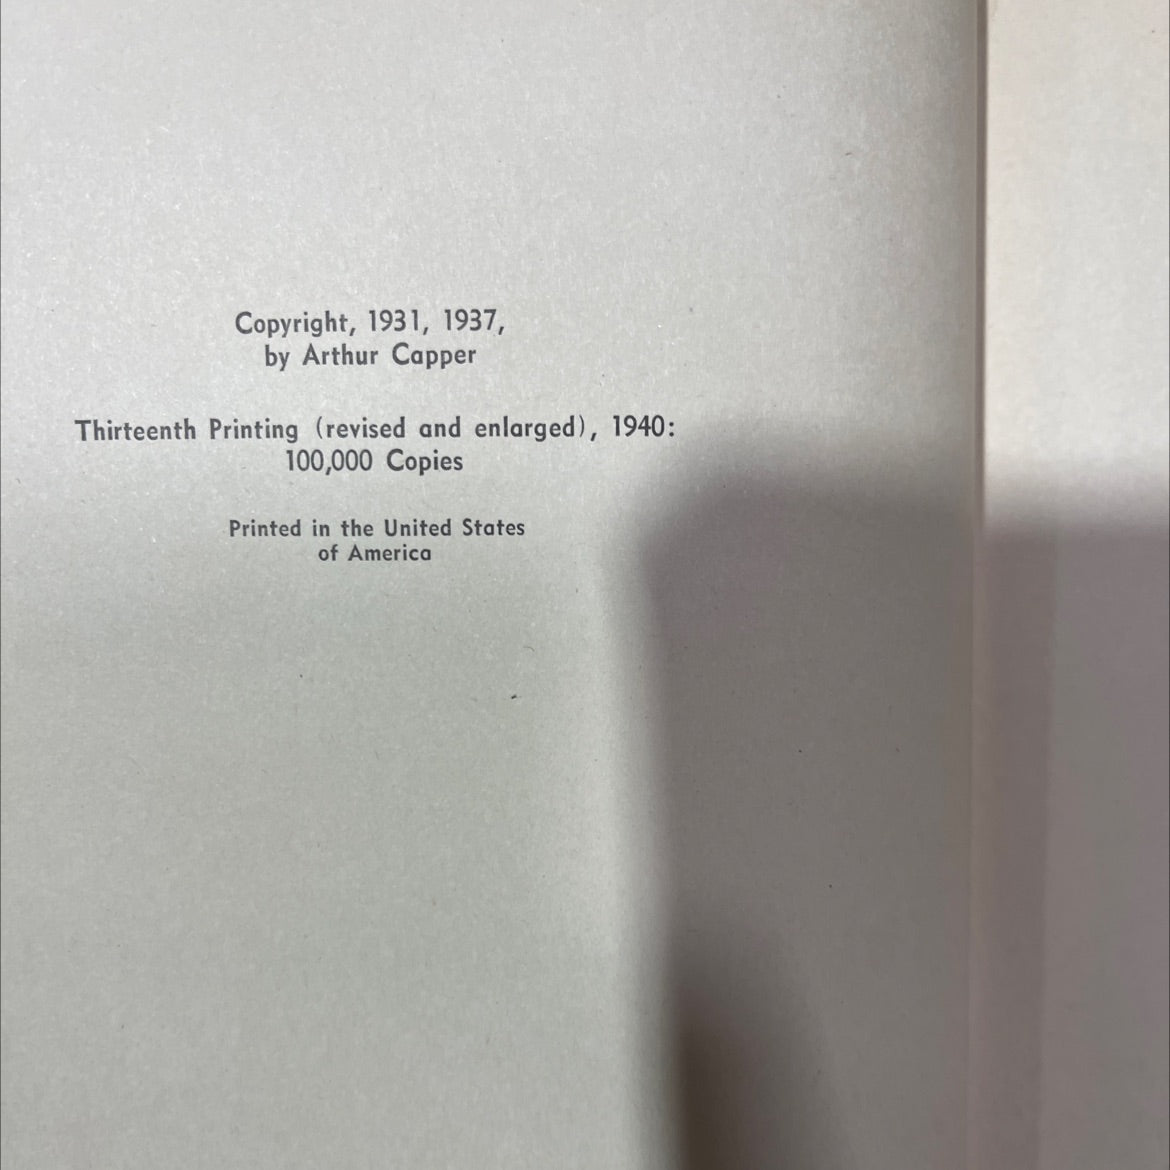 Copyright, 1931, 1937,
by Arthur Capper
Thirteenth Printing (revised and enlarged), 1940:
100,000 Copies
Printed in the United States
of America